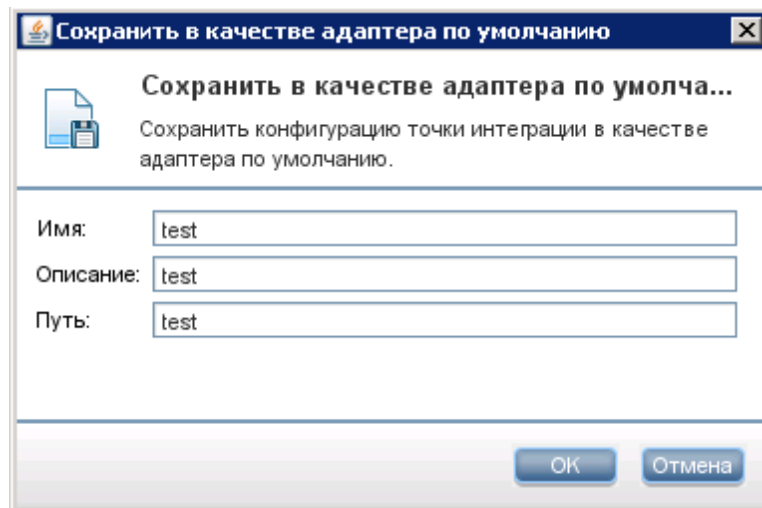 Сохранить в качестве адаптера по умолчанию
Сохранить в качестве адаптера по умолча...
Сохранить конфигурацию точки интеграции в качестве
адаптера по умолчанию.
Имя: test
Описание: test
Путь: test
OK Отмена